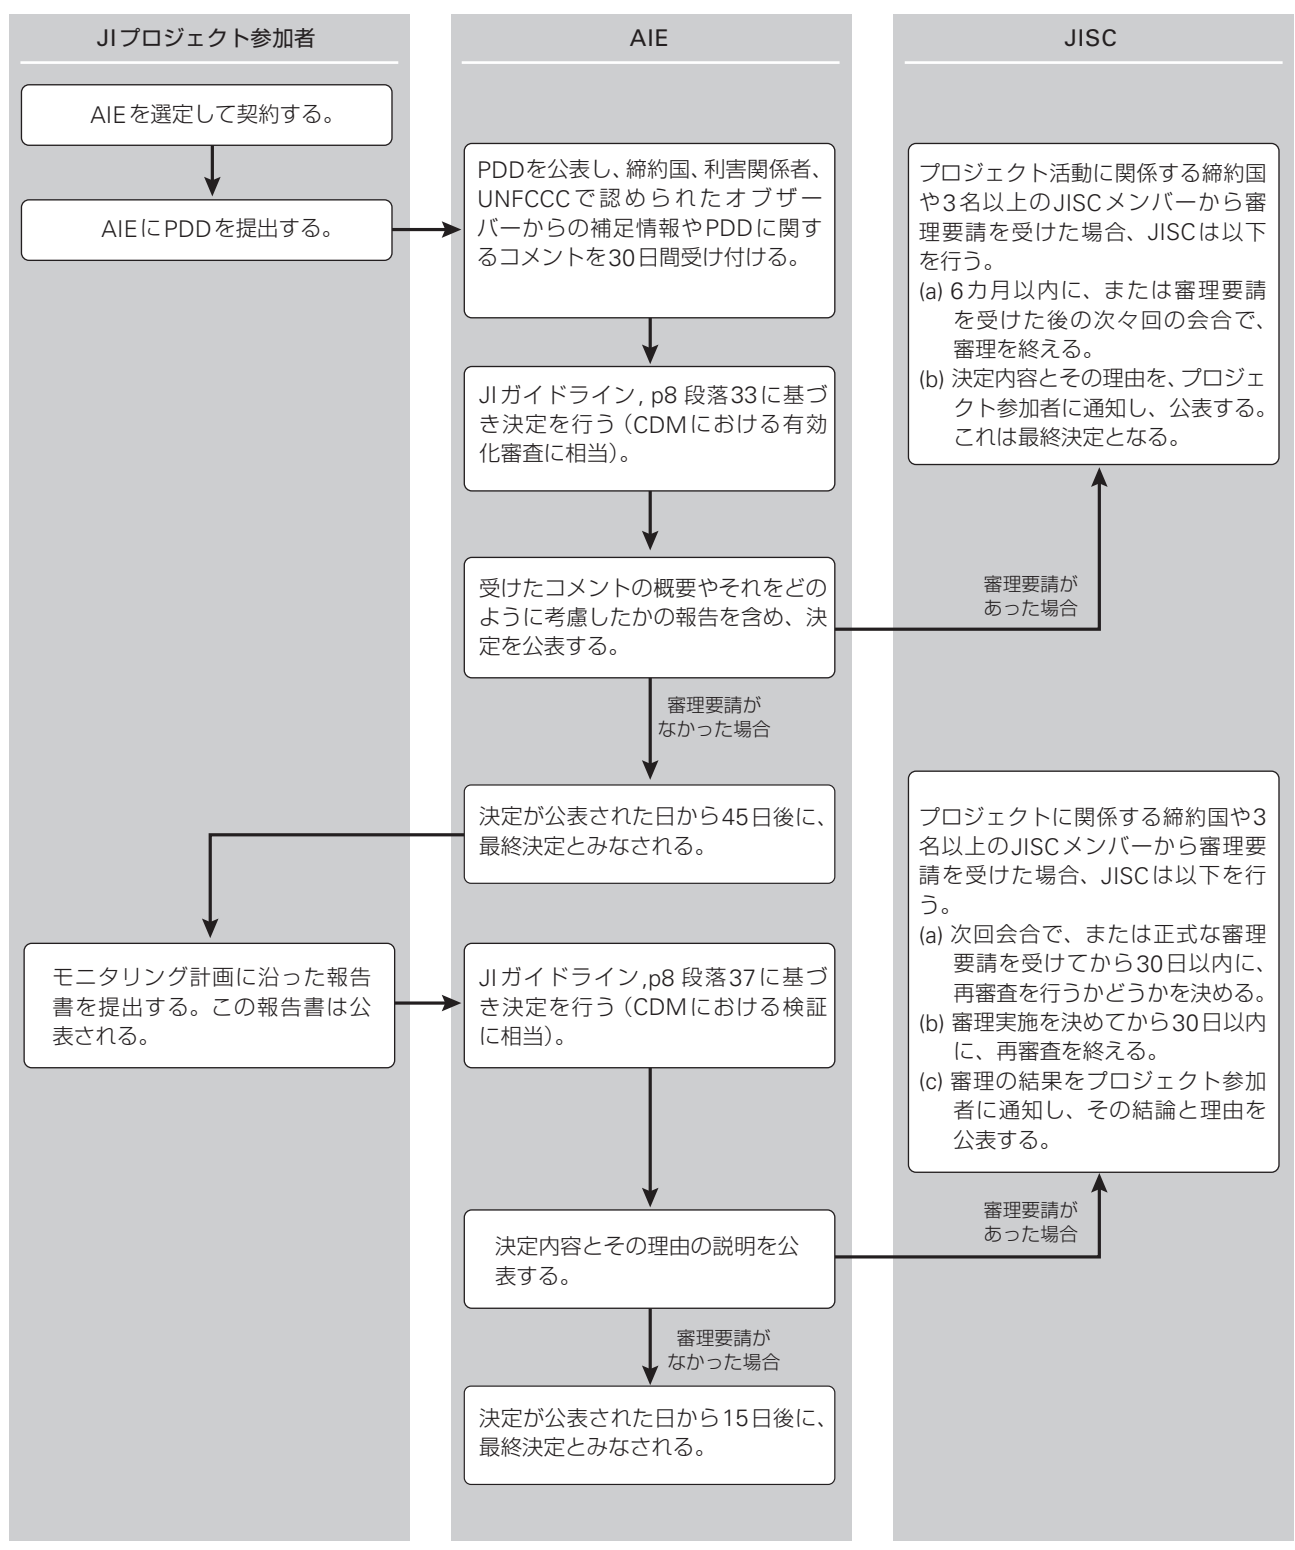 JIプロジェクト参加者
AIE
JISC
AIEを選定して契約する。
AIEにPDDを提出する。
PDDを公表し、締約国、利害関係者、
UNFCCCで認められたオブザー
バーからの補足情報やPDDに関す
るコメントを30日間受け付ける。
プロジェクト活動に関係する締約国
や3名以上のJISCメンバーから審
理要請を受けた場合、JISCは以下
を行う。
(a) 6カ月以内に、または審理要請
を受けた後の次々回の会合で、
審理を終える。
(b) 決定内容とその理由を、プロジェ
クト参加者に通知し、公表する。
これは最終決定となる。
JIガイドライン, p8 段落33に基づ
き決定を行う（CDMにおける有効
化審査に相当）。
受けたコメントの概要やそれをどの
ように考慮したかの報告を含め、決
定を公表する。
審理要請が
あった場合
審理要請が
なかった場合
決定が公表された日から45日後に、
最終決定とみなされる。
モニタリング計画に沿った報告
書を提出する。この報告書は公
表される。
JIガイドライン,p8 段落37に基づ
き決定を行う（CDMにおける検証
に相当）。
プロジェクトに関係する締約国や3
名以上のJISCメンバーから審理要
請を受けた場合、JISCは以下を行
う。
(a) 次回会合で、または正式な審理
要請を受けてから30日以内に、
再審査を行うかどうかを決める。
(b) 審理実施を決めてから30日以内
に、再審査を終える。
(c) 審理の結果をプロジェクト参加
者に通知し、その結論と理由を
公表する。
決定内容とその理由の説明を公
表する。
審理要請が
あった場合
審理要請が
なかった場合
決定が公表された日から15日後に、
最終決定とみなされる。